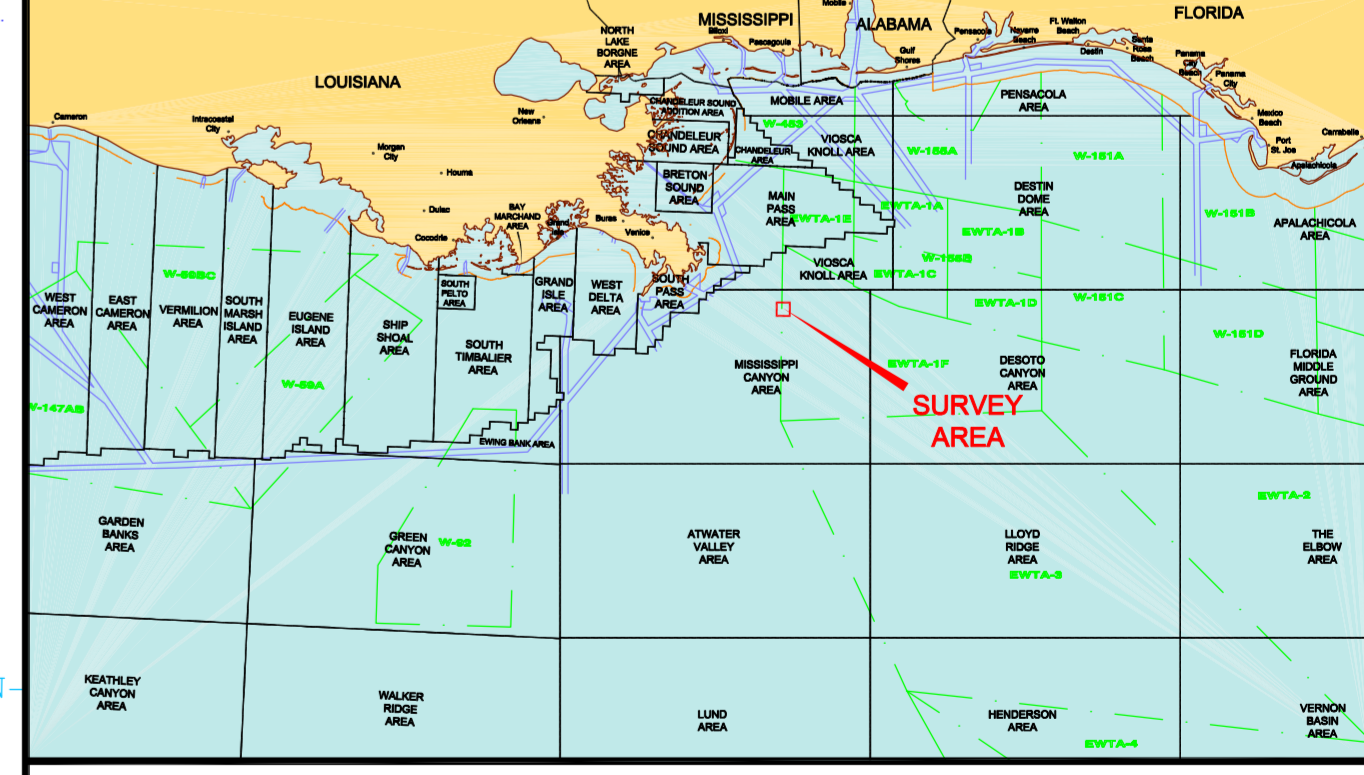 FLORIDA
MISSISSIPPI
ALABAMA
LOUISIANA
Mobile
Biloxi
Pascagoula
Gulf
Shores
Pensacola
Navarre
Beach
Ft. Walton
Beach
Destin
Santa
Rosa
Beach
Panama
City
Beach
Panama
City
Mexico
Beach
Port
St. Joe
Carrabelle
Apalachicola
NORTH
LAKE
BORGNE
AREA
Cameron
Intracoastal
City
New
Orleans
Morgan
City
Houma
Dulac
Cocodrie
Grand
Isle
Buras
Venice
BAY
MARCHAND
AREA
CHANDELEUR SOUND
ADDITION AREA
CHANDELEUR
SOUND AREA
CHANDELEUR
AREA
BRETON
SOUND
AREA
MOBILE AREA
W-453
VIOSCA
KNOLL AREA
PENSACOLA
AREA
W-155A
W-151A
MAIN
PASS
AREA
EWTA-1E
EWTA-1A
DESTIN
DOME
AREA
EWTA-1B
W-151B
APALACHICOLA
AREA
W-155B
VIOSCA
KNOLL AREA
EWTA-1C
W-59BC
WEST
CAMERON
AREA
EAST
CAMERON
AREA
VERMILION
AREA
SOUTH
MARSH
ISLAND
AREA
EUGENE
ISLAND
AREA
SHIP
SHOAL
AREA
SOUTH
PELTO
AREA
SOUTH
TIMBALIER
AREA
GRAND
ISLE
AREA
WEST
DELTA
AREA
SOUTH
PASS
AREA
EWTA-1D
W-151C
W-151D
MISSISSIPPI
CANYON
AREA
EWTA-1F
DESOTO
CANYON
AREA
FLORIDA
MIDDLE
GROUND
AREA
SURVEY
AREA
W-59A
W-147AB
EWING BANK AREA
GARDEN
BANKS
AREA
GREEN
CANYON
AREA
W-92
ATWATER
VALLEY
AREA
LLOYD
RIDGE
AREA
EWTA-3
EWTA-2
THE
ELBOW
AREA
KEATHLEY
CANYON
AREA
WALKER
RIDGE
AREA
LUND
AREA
HENDERSON
AREA
EWTA-4
VERNON
BASIN
AREA
N